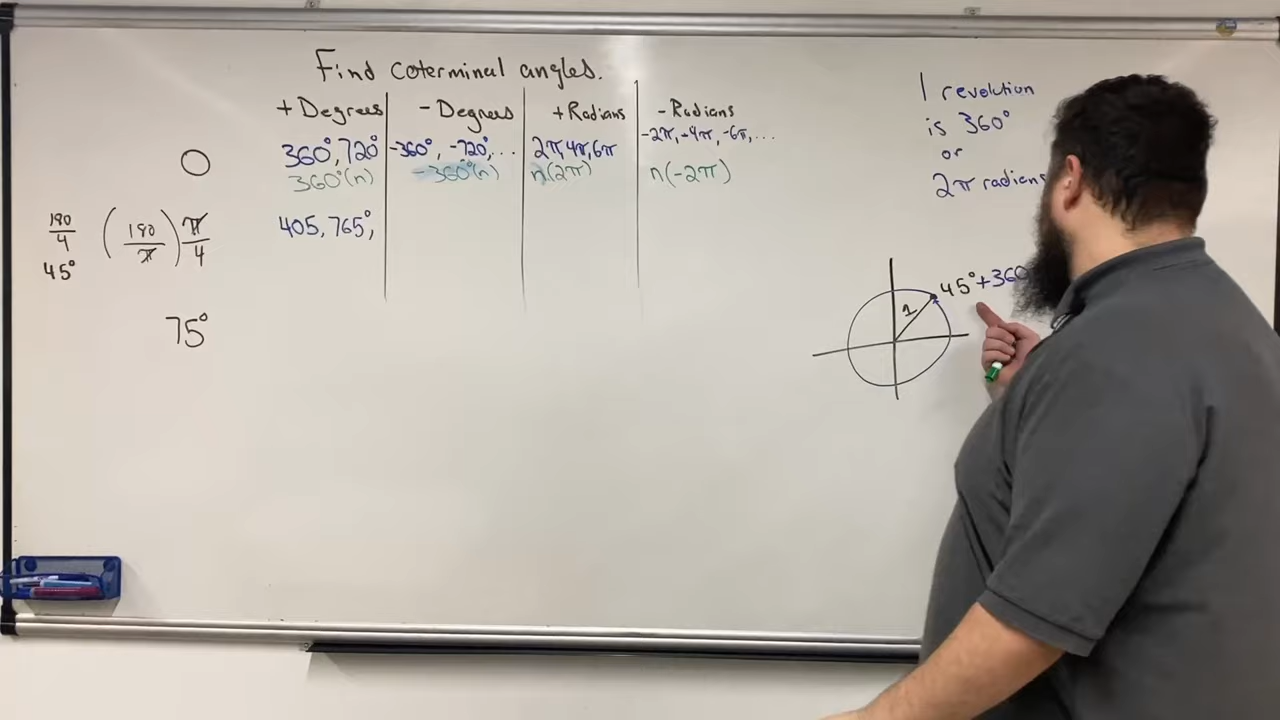 Find coterminal angles.
+ Degrees - Degrees + Radians - Radians
0 360°, 720° -360°, -720°, ... 2π, 4π, 6π -2π, -4π, -6π, ...
360°(n) -360°(n) n(2π) n(-2π)
180/4 (180/π) π/4 405, 765°,
45°
75°
1 revolution
is 360°
or
2π radians
45°+360
1